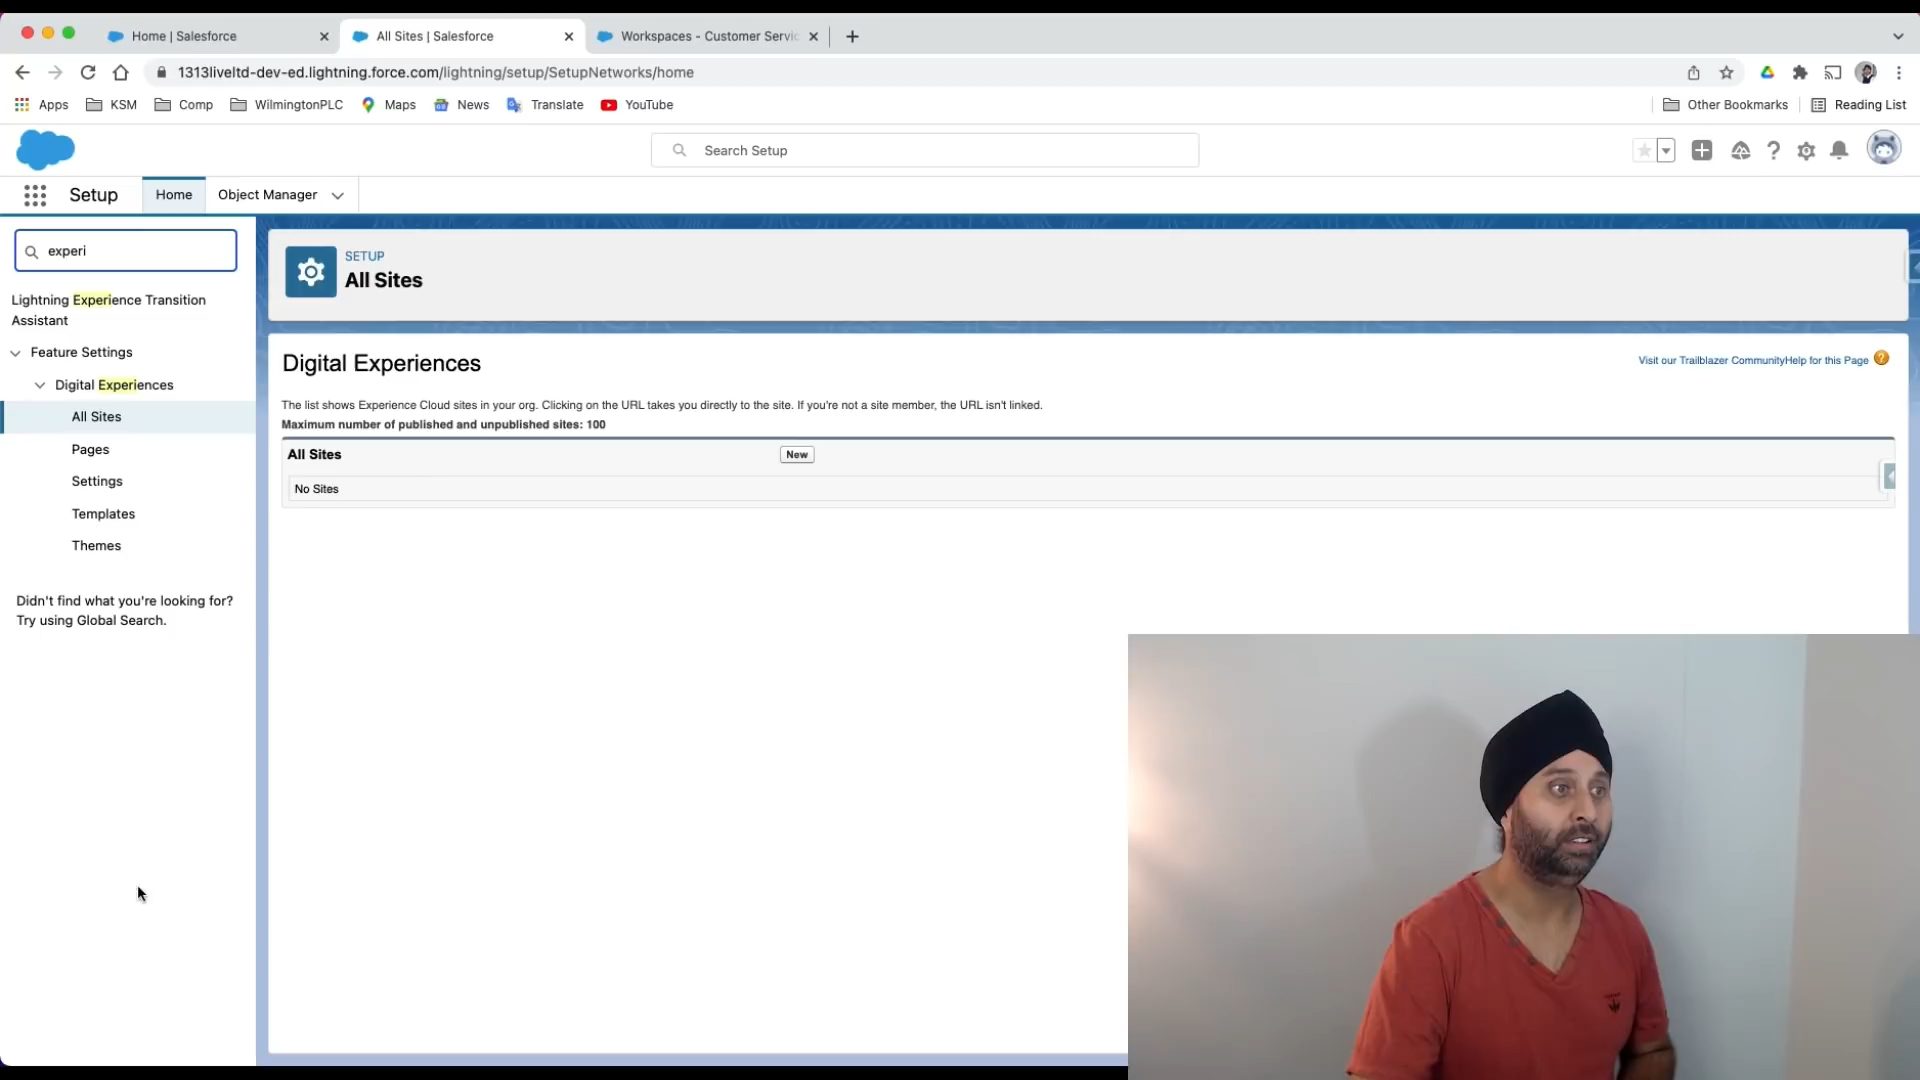 Home | Salesforce
All Sites | Salesforce
Workspaces - Customer Servic
1313liveltd-dev-ed.lightning.force.com/lightning/setup/SetupNetworks/home
Apps
KSM
Comp
WilmingtonPLC
Maps
News
Translate
YouTube
Other Bookmarks
Reading List
Search Setup
Setup
Home
Object Manager
experi
Lightning Experience Transition
Assistant
Feature Settings
Digital Experiences
All Sites
Pages
Settings
Templates
Themes
Didn't find what you're looking for?
Try using Global Search.
SETUP
All Sites
Digital Experiences
Visit our Trailblazer CommunityHelp for this Page
The list shows Experience Cloud sites in your org. Clicking on the URL takes you directly to the site. If you're not a site member, the URL isn't linked.
Maximum number of published and unpublished sites: 100
All Sites
New
No Sites